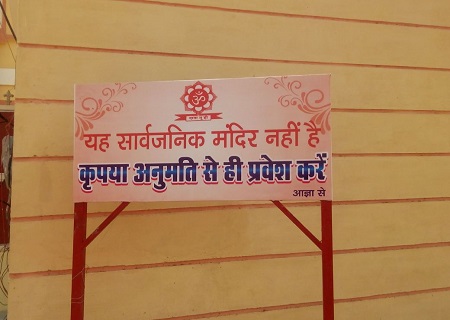 ॐ
यह सार्वजनिक मंदिर नहीं है
कृपया अनुमति से ही प्रवेश करें
आज्ञा से